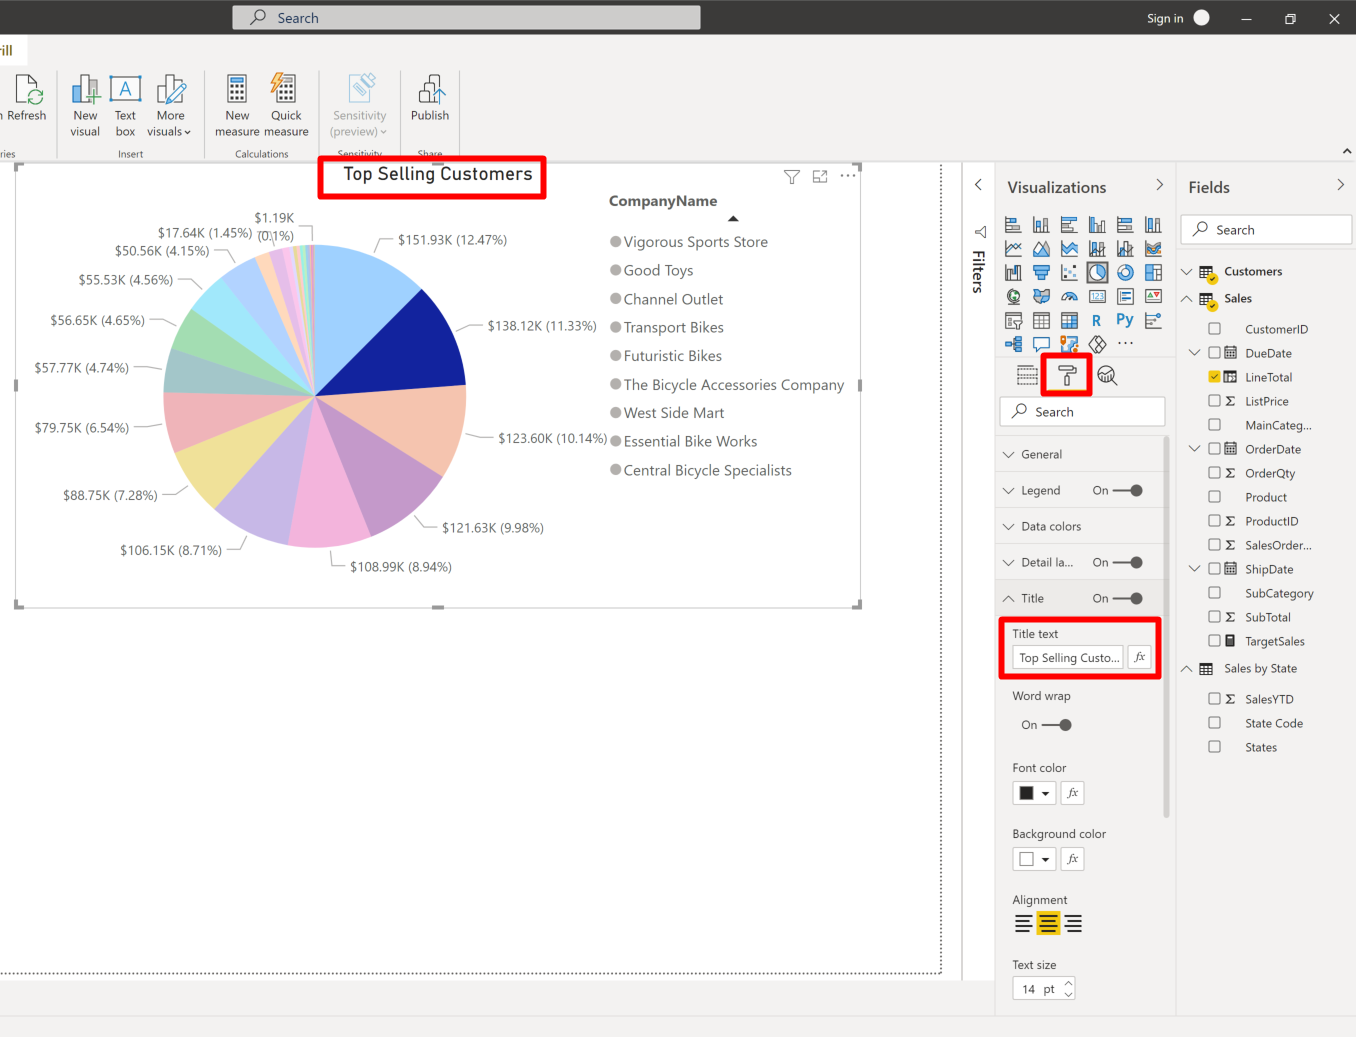 Search
Sign in
ill
Refresh
New visual
Text box
More visuals
New measure
Quick measure
Sensitivity (preview)
Publish
ries
Insert
Calculations
Sensitivity
Share
Top Selling Customers
$1.19K (0.1%)
$17.64K (1.45%)
$50.56K (4.15%)
$55.53K (4.56%)
$56.65K (4.65%)
$57.77K (4.74%)
$79.75K (6.54%)
$88.75K (7.28%)
$106.15K (8.71%)
$108.99K (8.94%)
$121.63K (9.98%)
$123.60K (10.14%)
$138.12K (11.33%)
$151.93K (12.47%)
CompanyName
Vigorous Sports Store
Good Toys
Channel Outlet
Transport Bikes
Futuristic Bikes
The Bicycle Accessories Company
West Side Mart
Essential Bike Works
Central Bicycle Specialists
Filters
Visualizations
123
R
Py
Search
General
Legend On
Data colors
Detail la... On
Title On
Title text
Top Selling Custo... fx
Word wrap
On
Font color
fx
Background color
fx
Alignment
Text size
14 pt
Fields
Search
Customers
Sales
CustomerID
DueDate
LineTotal
Σ ListPrice
MainCateg...
OrderDate
Σ OrderQty
Product
Σ ProductID
Σ SalesOrder...
ShipDate
SubCategory
Σ SubTotal
TargetSales
Sales by State
Σ SalesYTD
State Code
States